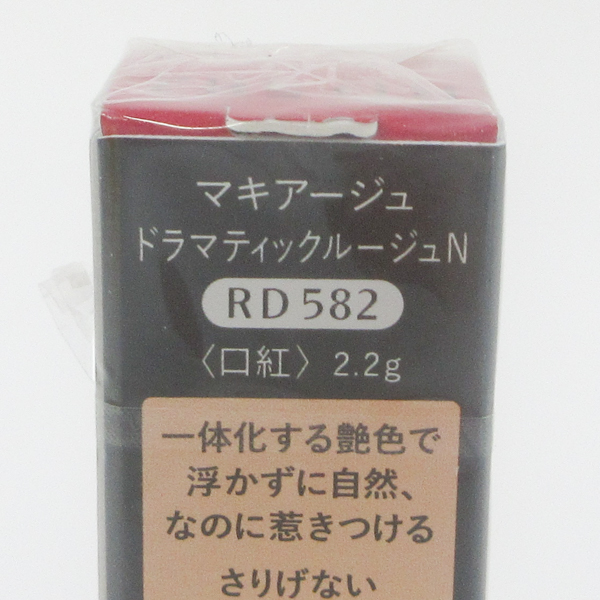 マキアージュ
ドラマティックルージュN
RD 582
〈口紅〉 2.2g
一体化する艶色で
浮かずに自然、
なのに惹きつける
さりげない